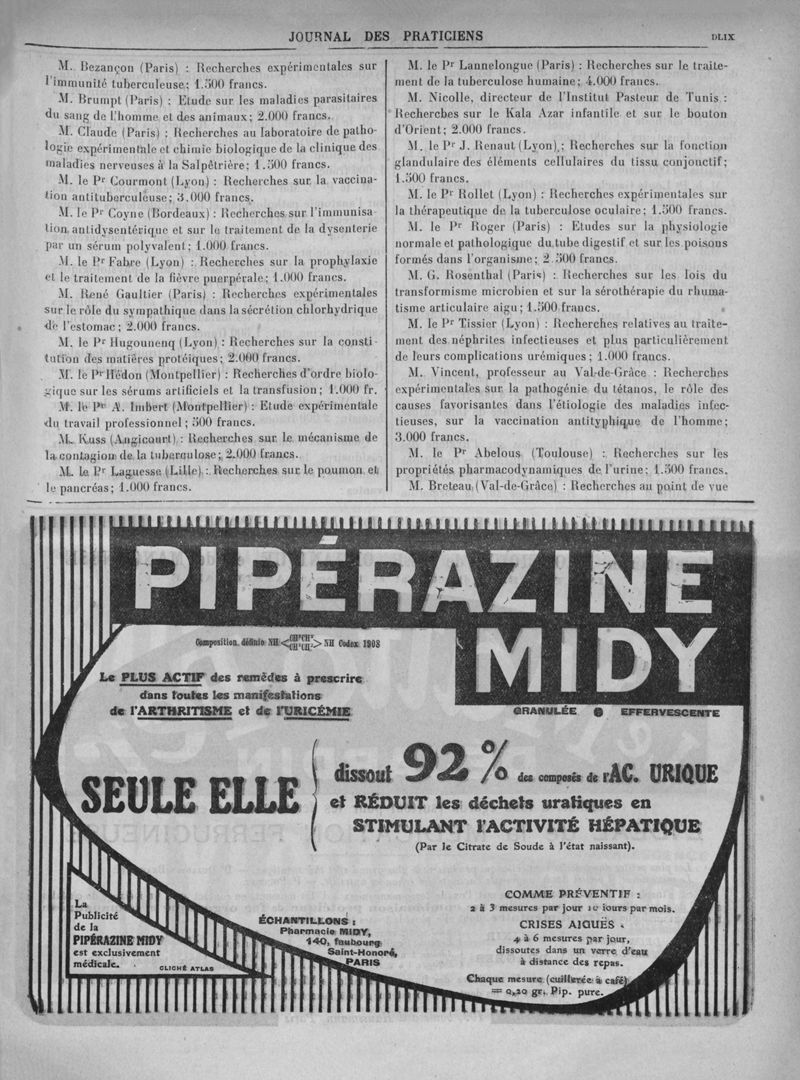 JOURNAL DES PRATICIENS
DLIX
M. Bezançon (Paris) : Recherches expérimentales sur
l'immunité tuberculeuse; 1.500 francs.
M. Brumpt (Paris) : Etude sur les maladies parasitaires
du sang de l'homme et des animaux; 2.000 francs.
M. Claude (Paris) : Recherches au laboratoire de patho-
logie expérimentale et chimie biologique de la clinique des
maladies nerveuses à la Salpêtrière; 1.500 francs.
M. le Pr Courmont (Lyon) : Recherches sur la vaccina-
tion antituberculeuse; 3.000 francs.
M. le Pr Coyne (Bordeaux) : Recherches sur l'immunisa
tion antidysentérique et sur le traitement de la dysenterie
par un sérum polyvalent; 1.000 francs.
M. le Pr Fabre (Lyon) : Recherches sur la prophylaxie
et le traitement de la fièvre puerpérale; 1.000 francs.
M. René Gaultier (Paris) : Recherches expérimentales
sur le rôle du sympathique dans la sécrétion chlorhydrique
de l'estomac; 2.000 francs.
M. le Pr Hugounenq (Lyon) : Recherches sur la consti-
tution des matières protéiques; 2.000 francs.
M. le Pr Hédon (Montpellier) : Recherches d'ordre biolo-
gique sur les sérums artificiels et la transfusion; 1.000 fr.
M. le Pr A. Imbert (Montpellier) : Etude expérimentale
du travail professionnel; 500 francs.
M. Kuss (Angicourt) : Recherches sur le mécanisme de
la contagion de la tuberculose; 2.000 francs.
M. le Pr Laguesse (Lille) : Recherches sur le poumon et
le pancréas; 1.000 francs.
M. le Pr Lannelongue (Paris) : Recherches sur le traite-
ment de la tuberculose humaine; 4.000 francs.
M. Nicolle, directeur de l'Institut Pasteur de Tunis :
Recherches sur le Kala Azar infantile et sur le bouton
d'Orient; 2.000 francs.
M. le Pr J. Renaut (Lyon); Recherches sur la fonction
glandulaire des éléments cellulaires du tissu conjonctif;
1.500 francs.
M. le Pr Rollet (Lyon) : Recherches expérimentales sur
la thérapeutique de la tuberculose oculaire; 1.500 francs.
M. le Pr Roger (Paris) : Etudes sur la physiologie
normale et pathologique du tube digestif et sur les poisons
formés dans l'organisme; 2.500 francs.
M. G. Rosenthal (Paris) : Recherches sur les lois du
transformisme microbien et sur la sérothérapie du rhuma-
tisme articulaire aigu; 1.500 francs.
M. le Pr Tissier (Lyon) : Recherches relatives au traite-
ment des néphrites infectieuses et plus particulièrement
de leurs complications urémiques; 1.000 francs.
M. Vincent, professeur au Val-de-Grâce : Recherches
expérimentales sur la pathogénie du tétanos, le rôle des
causes favorisantes dans l'étiologie des maladies infec-
tieuses, sur la vaccination antityphique de l'homme;
3.000 francs.
M. le Pr Abelous (Toulouse) : Recherches sur les
propriétés pharmacodynamiques de l'urine; 1.500 francs.
M. Breteau (Val-de-Grâce) : Recherches au point de vue
PIPÉRAZINE
MIDY
Composition définie NH<CH²CH² CH²CH²>NH Codex 1908
GRANULÉE EFFERVESCENTE
Le PLUS ACTIF des remèdes à prescrire
dans toutes les manifestations
de l'ARTHRITISME et de l'URICÉMIE
SEULE ELLE
dissout 92 % des composés de l'AC. URIQUE
et RÉDUIT les déchets uratiques en
STIMULANT l'ACTIVITÉ HÉPATIQUE
(Par le Citrate de Soude à l'état naissant).
La
Publicité
de la
PIPÉRAZINE MIDY
est exclusivement
médicale.
CLICHÉ ATLAS
ÉCHANTILLONS :
Pharmacie MIDY,
140, faubourg
Saint-Honoré,
PARIS
COMME PRÉVENTIF :
2 à 3 mesures par jour 10 jours par mois.
CRISES AIGUËS .
4 à 6 mesures par jour,
dissoutes dans un verre d'eau
à distance des repas.
Chaque mesure (cuillerée à café)
= 0,20 gr. Pip. pure.